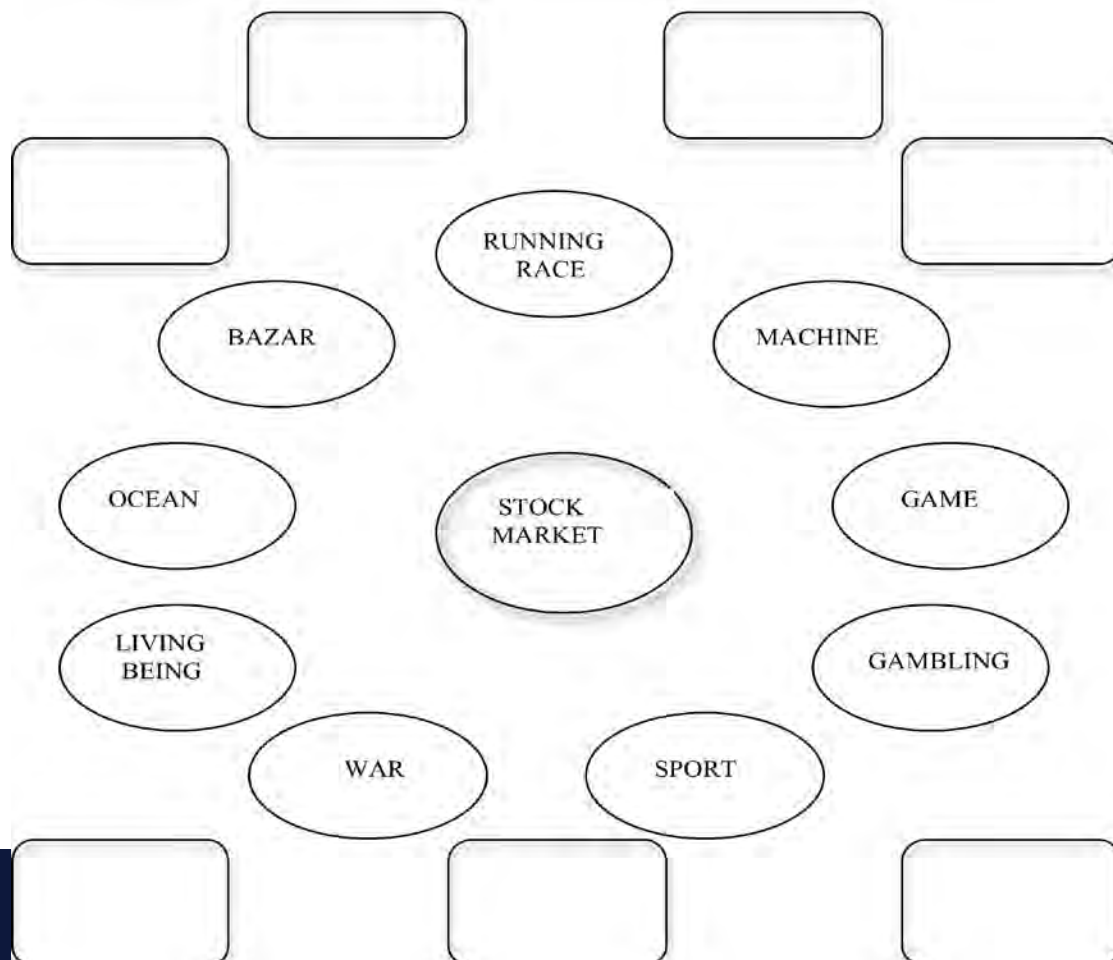 RUNNING
RACE
BAZAR
MACHINE
OCEAN
STOCK
MARKET
GAME
LIVING
BEING
GAMBLING
WAR
SPORT